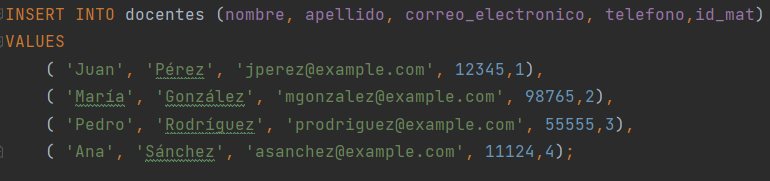 INSERT INTO docentes (nombre, apellido, correo_electronico, telefono,id_mat)
VALUES
( 'Juan', 'Pérez', 'jperez@example.com', 12345,1),
( 'María', 'González', 'mgonzalez@example.com', 98765,2),
( 'Pedro', 'Rodríguez', 'prodriguez@example.com', 55555,3),
( 'Ana', 'Sánchez', 'asanchez@example.com', 11124,4);